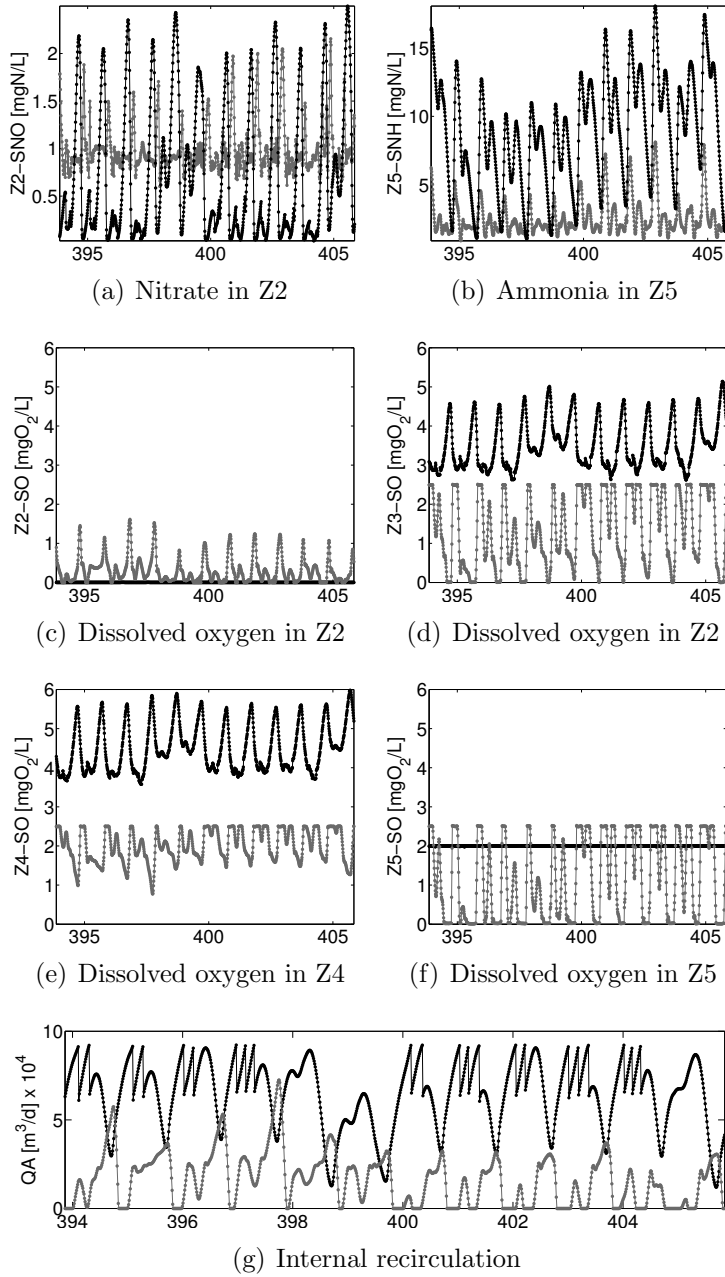 2
1.5
1
0.5
Z2−SNO [mgN/L]
395 400 405
(a) Nitrate in Z2
15
10
5
Z5−SNH [mgN/L]
395 400 405
(b) Ammonia in Z5
6
5
4
3
2
1
0
Z2−SO [mgO2/L]
395 400 405
(c) Dissolved oxygen in Z2
6
5
4
3
2
1
0
Z3−SO [mgO2/L]
395 400 405
(d) Dissolved oxygen in Z2
6
5
4
3
2
1
0
Z4−SO [mgO2/L]
395 400 405
(e) Dissolved oxygen in Z4
6
5
4
3
2
1
0
Z5−SO [mgO2/L]
395 400 405
(f) Dissolved oxygen in Z5
10
5
0
QA [m3/d] x 104
394 396 398 400 402 404
(g) Internal recirculation